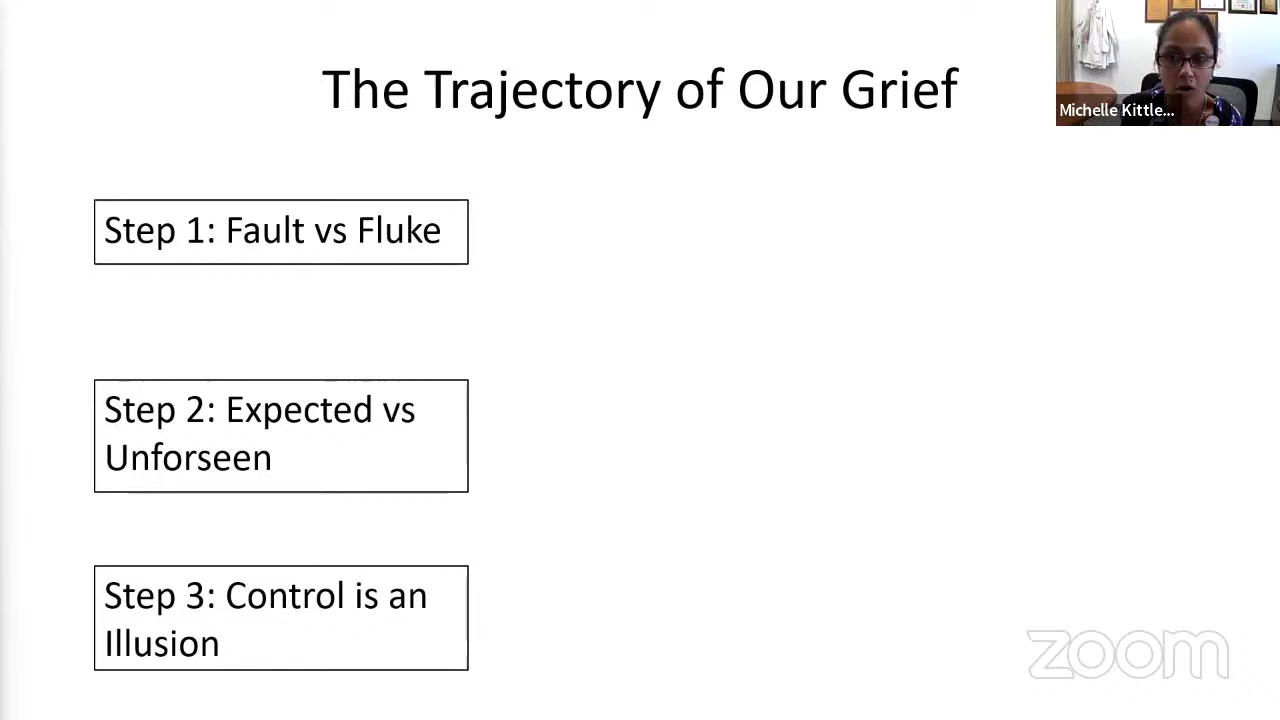 The Trajectory of Our Grief
Michelle Kittle...
Step 1: Fault vs Fluke
Step 2: Expected vs
Unforseen
Step 3: Control is an
Illusion
zoom